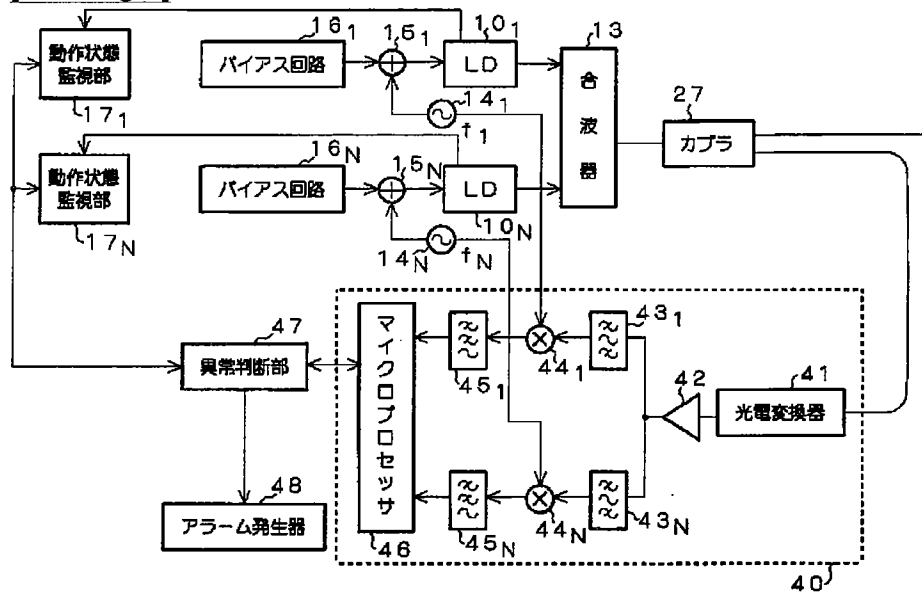 動作状態
監視部
17₁
バイアス回路
16₁
15₁
LD
10₁
14₁
f₁
合波器
13
カプラ
27
動作状態
監視部
17N
バイアス回路
16N
15N
LD
10N
14N
fN
異常判断部
47
アラーム発生器
48
マイクロプロセッサ
46
45₁
44₁
43₁
42
光電変換器
41
45N
44N
43N
40